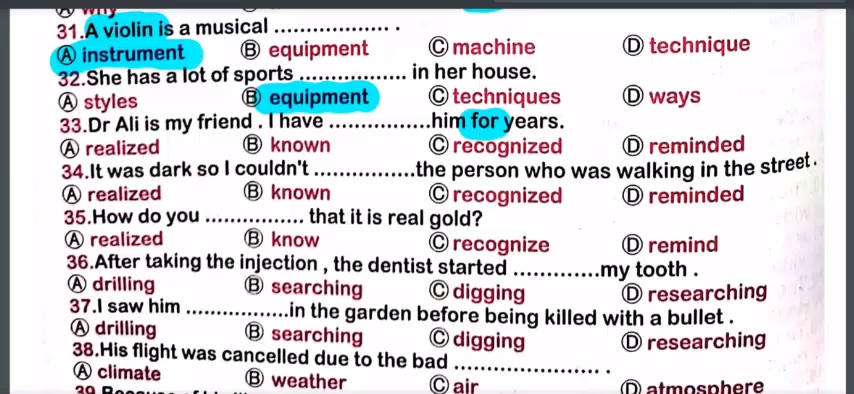 31.A violin is a musical .................... .
Ⓐ instrument Ⓑ equipment Ⓒ machine Ⓓ technique
32.She has a lot of sports ................. in her house.
Ⓐ styles Ⓑ equipment Ⓒ techniques Ⓓ ways
33.Dr Ali is my friend . I have ................him for years.
Ⓐ realized Ⓑ known Ⓒ recognized Ⓓ reminded
34.It was dark so I couldn't ................the person who was walking in the street.
Ⓐ realized Ⓑ known Ⓒ recognized Ⓓ reminded
35.How do you ................ that it is real gold?
Ⓐ realized Ⓑ know Ⓒ recognize Ⓓ remind
36.After taking the injection , the dentist started .............my tooth .
Ⓐ drilling Ⓑ searching Ⓒ digging Ⓓ researching
37.I saw him .................in the garden before being killed with a bullet .
Ⓐ drilling Ⓑ searching Ⓒ digging Ⓓ researching
38.His flight was cancelled due to the bad ......................... .
Ⓐ climate Ⓑ weather Ⓒ air Ⓓ atmosphere